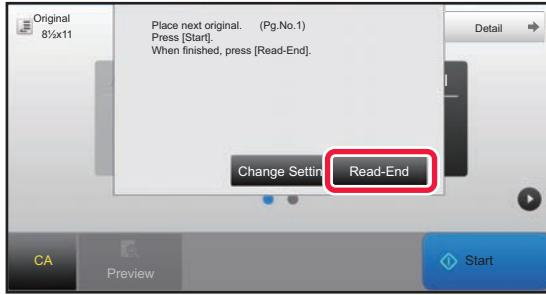 Original
8½x11
Place next original. (Pg.No.1)
Press [Start].
When finished, press [Read-End].
Detail
Change Settin
Read-End
CA
Preview
Start